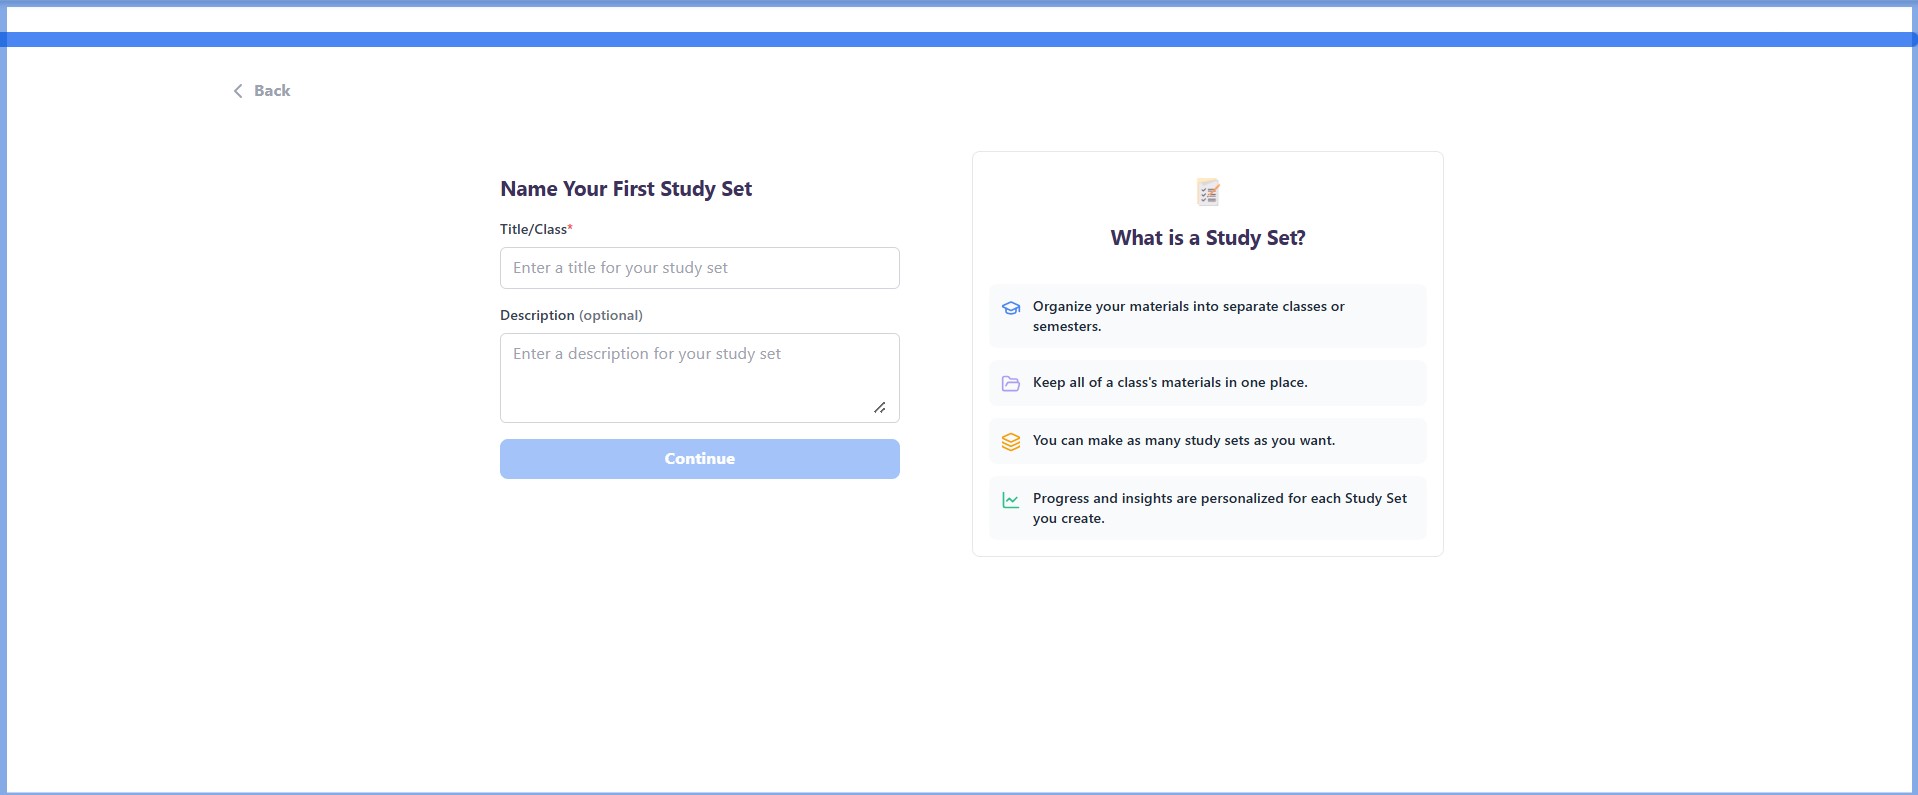 Back
Name Your First Study Set
Title/Class*
Enter a title for your study set
Description (optional)
Enter a description for your study set
Continue
What is a Study Set?
Organize your materials into separate classes or
semesters.
Keep all of a class's materials in one place.
You can make as many study sets as you want.
Progress and insights are personalized for each Study Set
you create.